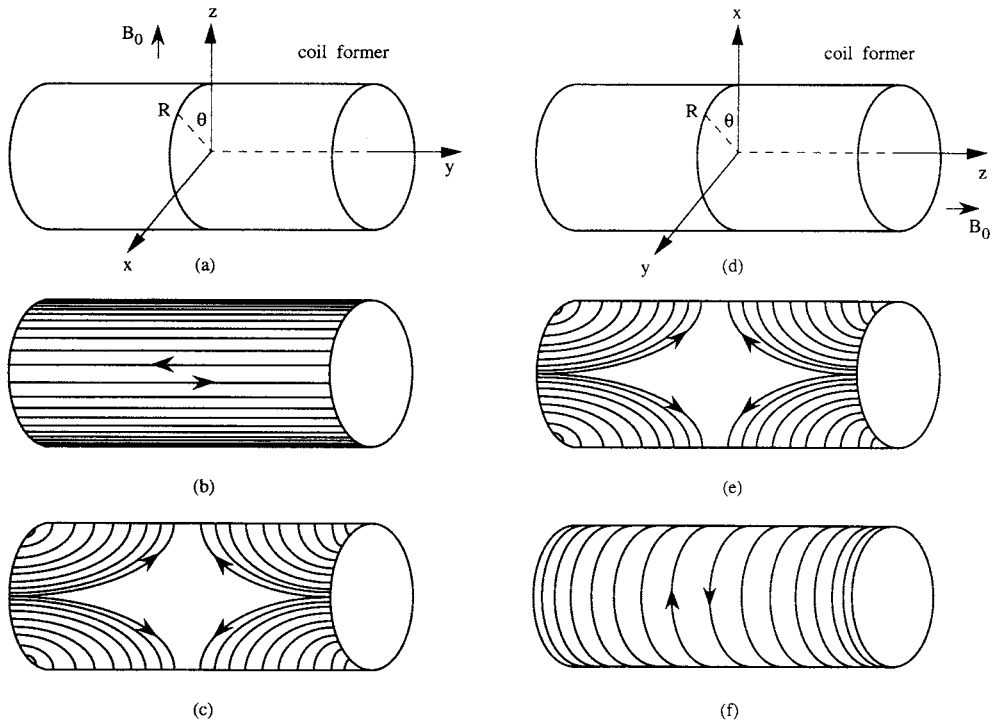 z
B0
coil former
R
θ
y
x
(a)
x
coil former
R
θ
z
B0
y
(d)
(b)
(e)
(c)
(f)